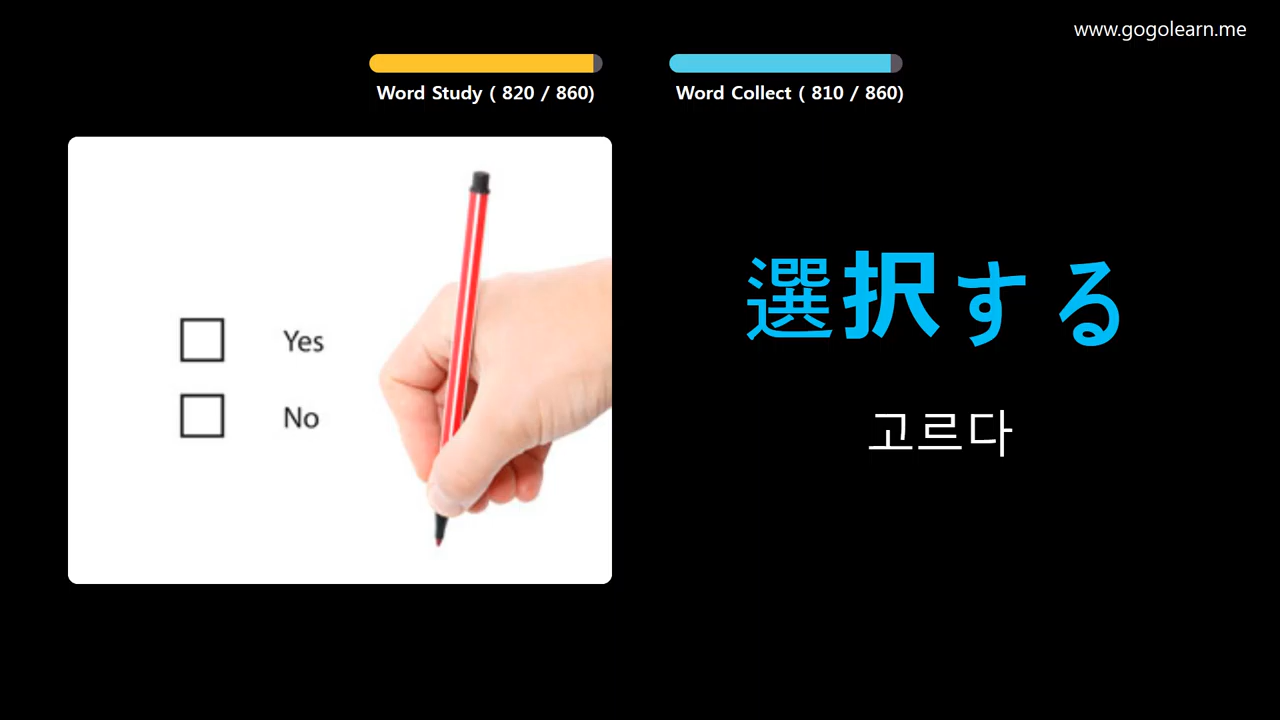 www.gogolearn.me
Word Study ( 820 / 860)
Word Collect ( 810 / 860)
Yes
No
選択する
고르다